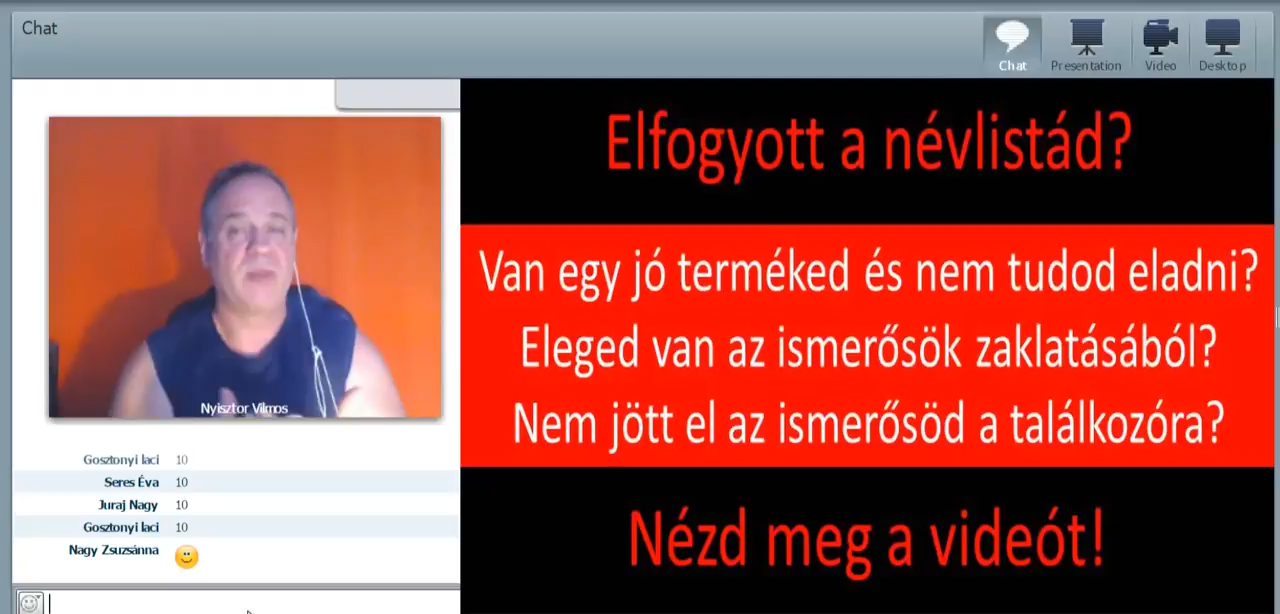 Chat
Chat
Presentation
Video
Desktop
Nyisztor Vilmos
Gosztonyi laci 10
Seres Éva 10
Juraj Nagy 10
Gosztonyi laci 10
Nagy Zsuzsánna
Elfogyott a névlistád?
Van egy jó terméked és nem tudod eladni?
Eleged van az ismerősök zaklatásából?
Nem jött el az ismerősöd a találkozóra?
Nézd meg a videót!